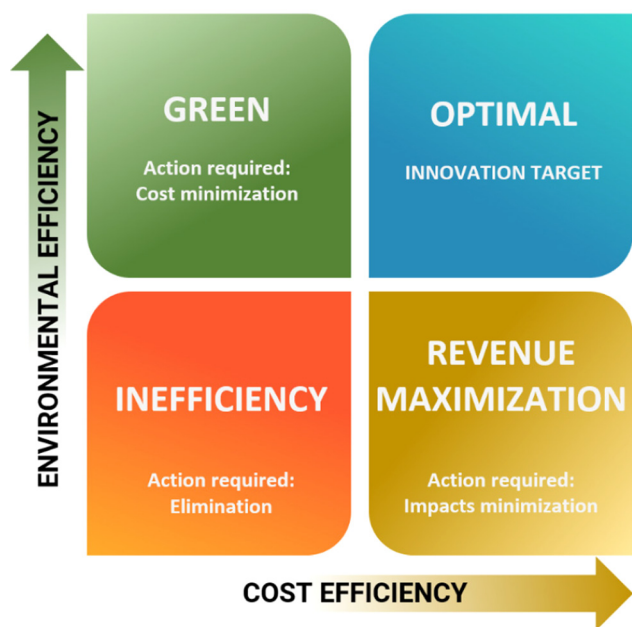 ENVIRONMENTAL EFFICIENCY
GREEN
Action required:
Cost minimization
OPTIMAL
INNOVATION TARGET
INEFFICIENCY
Action required:
Elimination
REVENUE
MAXIMIZATION
Action required:
Impacts minimization
COST EFFICIENCY